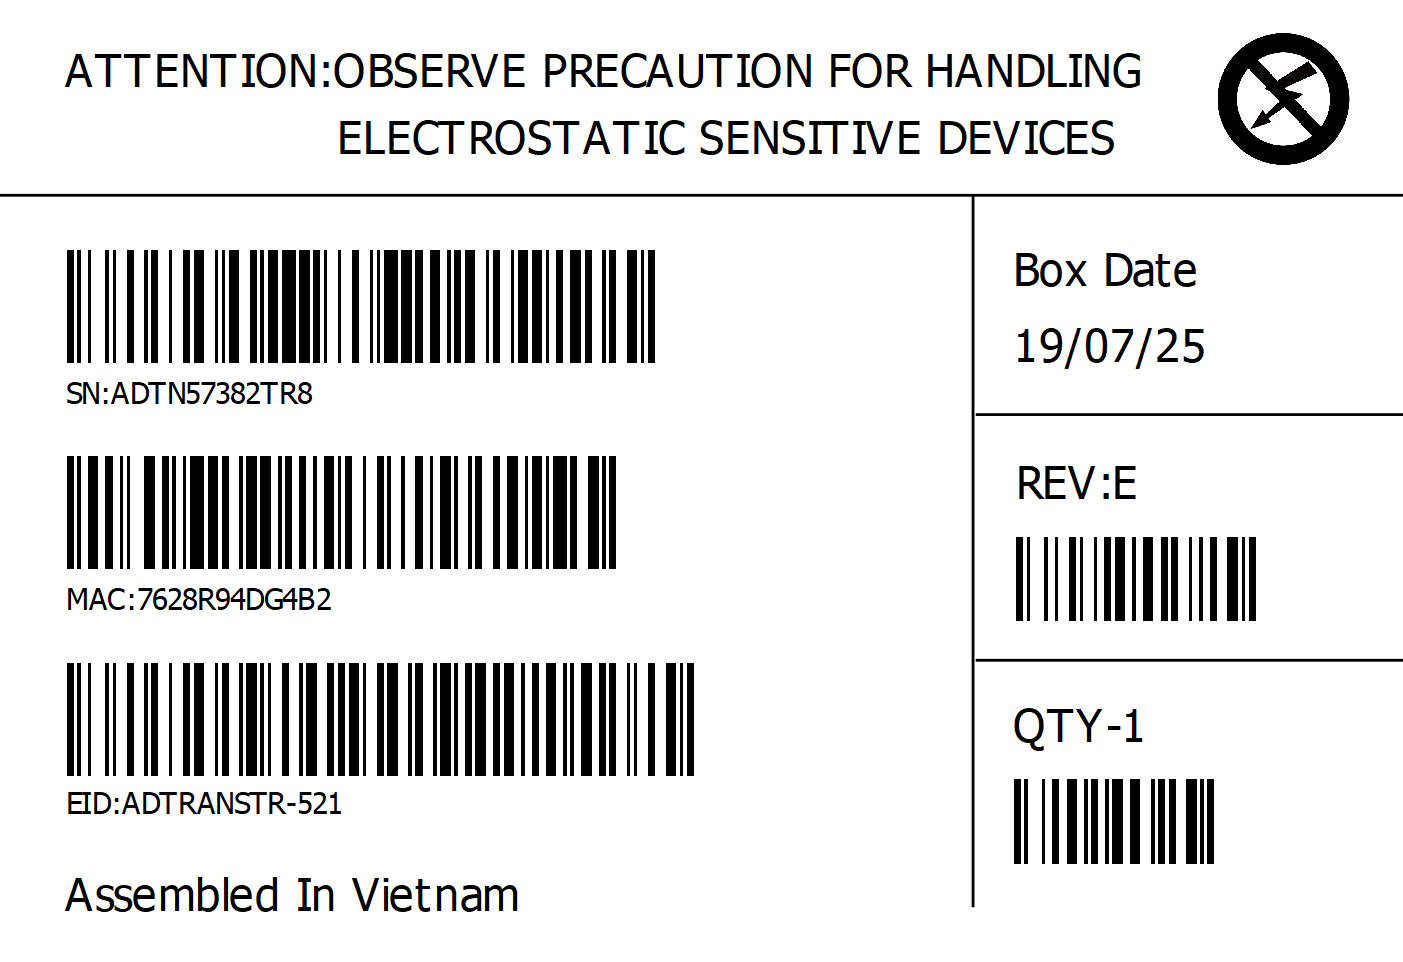 ATTENTION:OBSERVE PRECAUTION FOR HANDLING
ELECTROSTATIC SENSITIVE DEVICES
SN:ADTN57382TR8
MAC:7628R94DG4B2
EID:ADTRANSTR-521
Assembled In Vietnam
Box Date
19/07/25
REV:E
QTY-1